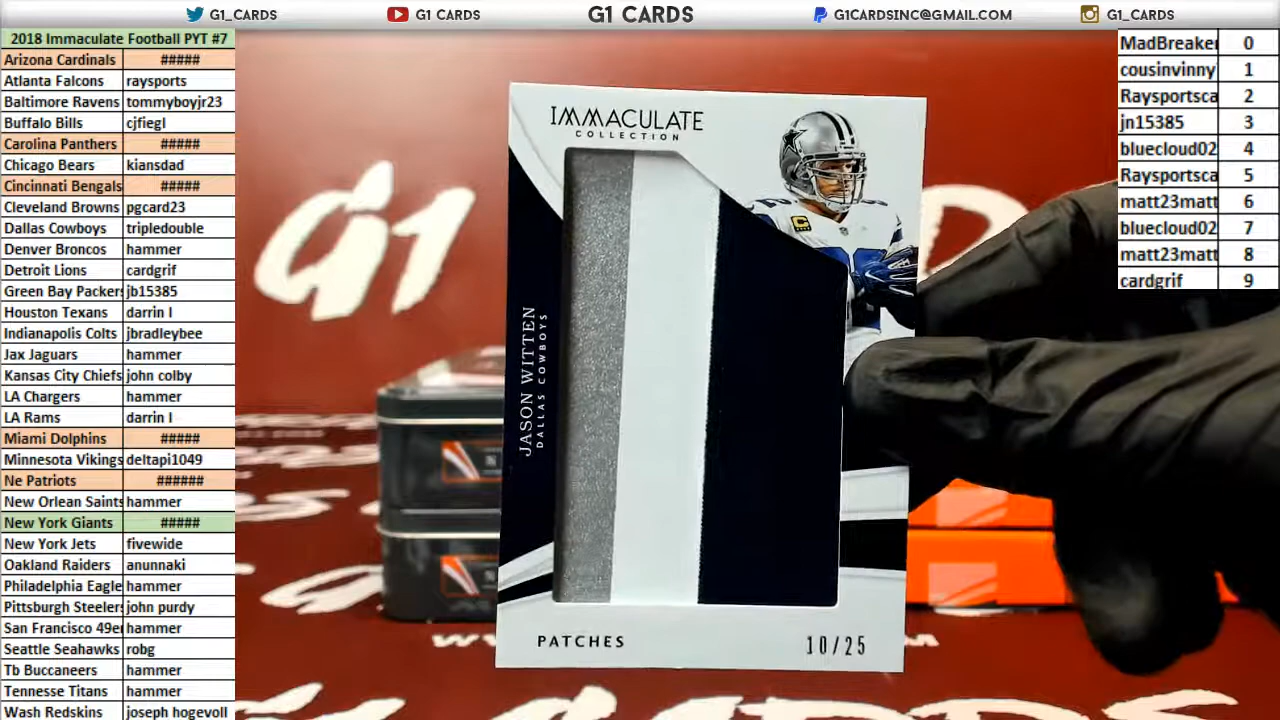 G1_CARDS
G1 CARDS
G1 CARDS
G1CARDSINC@GMAIL.COM
G1_CARDS
2018 Immaculate Football PYT #7
Arizona Cardinals #####
Atlanta Falcons raysports
Baltimore Ravens tommyboyjr23
Buffalo Bills cjfiegl
Carolina Panthers #####
Chicago Bears kiansdad
Cincinnati Bengals #####
Cleveland Browns pgcard23
Dallas Cowboys tripledouble
Denver Broncos hammer
Detroit Lions cardgrif
Green Bay Packers jb15385
Houston Texans darrin l
Indianapolis Colts jbradleybee
Jax Jaguars hammer
Kansas City Chiefs john colby
LA Chargers hammer
LA Rams darrin l
Miami Dolphins #####
Minnesota Vikings deltapi1049
Ne Patriots ######
New Orlean Saints hammer
New York Giants #####
New York Jets fivewide
Oakland Raiders anunnaki
Philadelphia Eagle hammer
Pittsburgh Steelers john purdy
San Francisco 49er hammer
Seattle Seahawks robg
Tb Buccaneers hammer
Tennesse Titans hammer
Wash Redskins joseph hogevoll
MadBreaker 0
cousinvinny 1
Raysportsca 2
jn15385 3
bluecloud02 4
Raysportsca 5
matt23matt 6
bluecloud02 7
matt23matt 8
cardgrif 9
IMMACULATE
COLLECTION
JASON WITTEN
DALLAS COWBOYS
PATCHES
10/25
G1